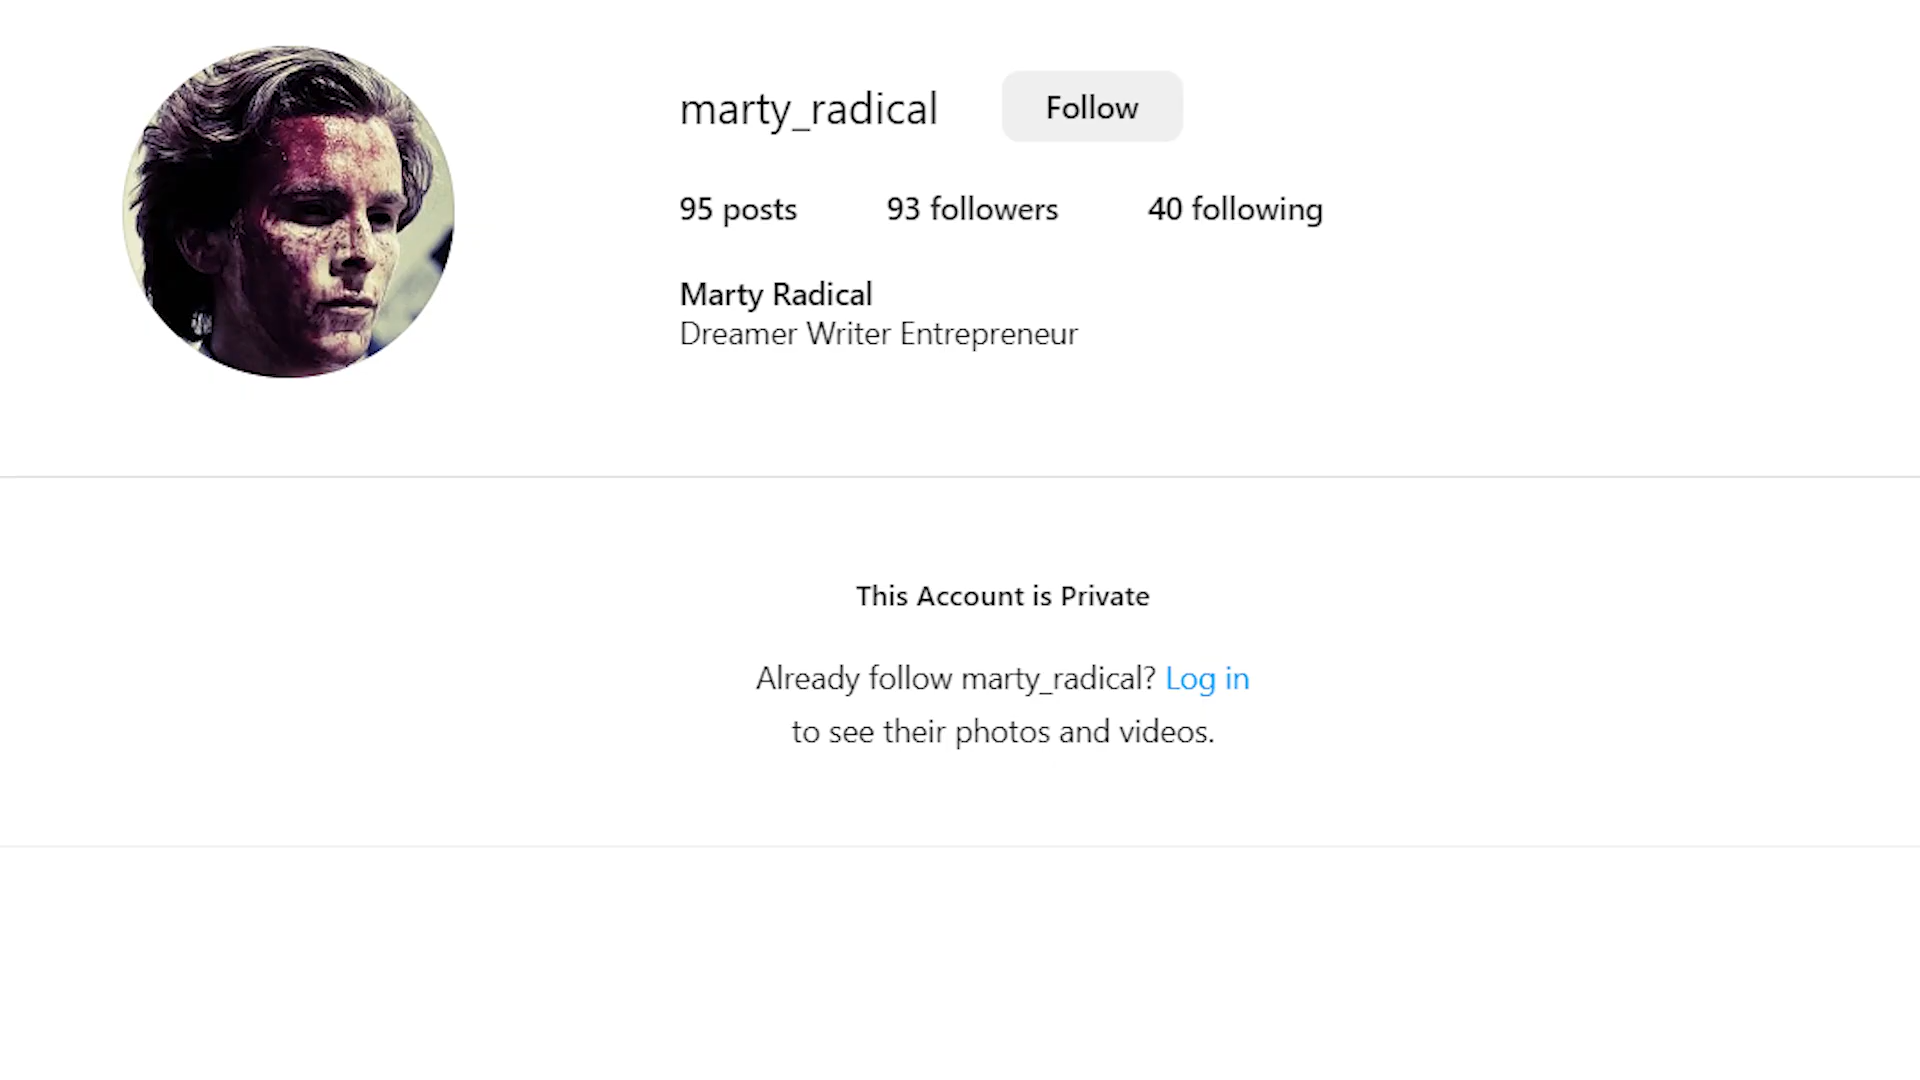 marty_radical Follow
95 posts 93 followers 40 following
Marty Radical
Dreamer Writer Entrepreneur
This Account is Private
Already follow marty_radical? Log in
to see their photos and videos.